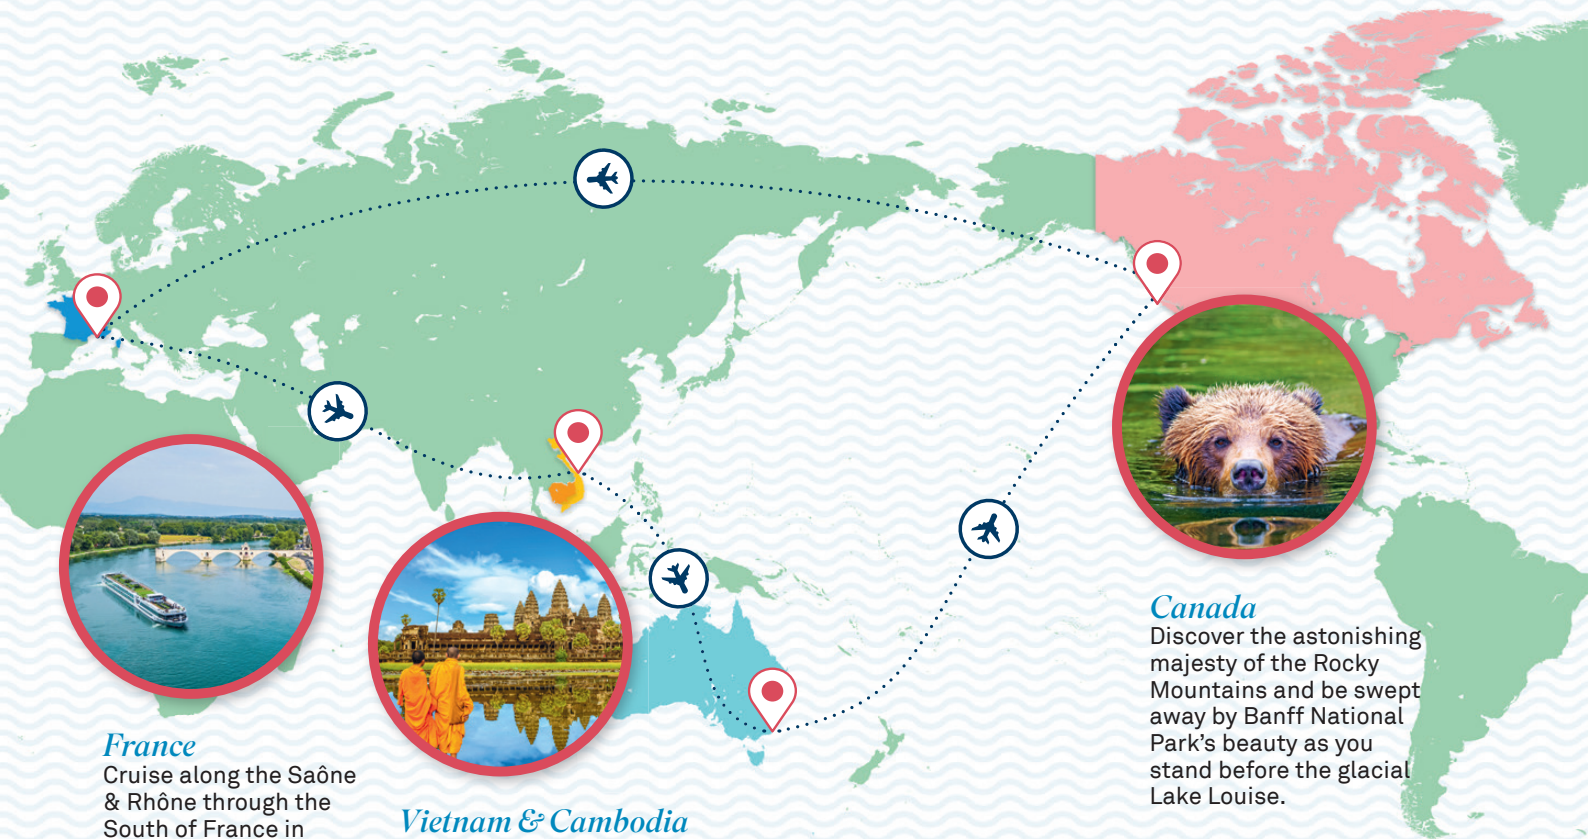 France
Cruise along the Saône
& Rhône through the
South of France in
Vietnam & Cambodia
Canada
Discover the astonishing
majesty of the Rocky
Mountains and be swept
away by Banff National
Park's beauty as you
stand before the glacial
Lake Louise.